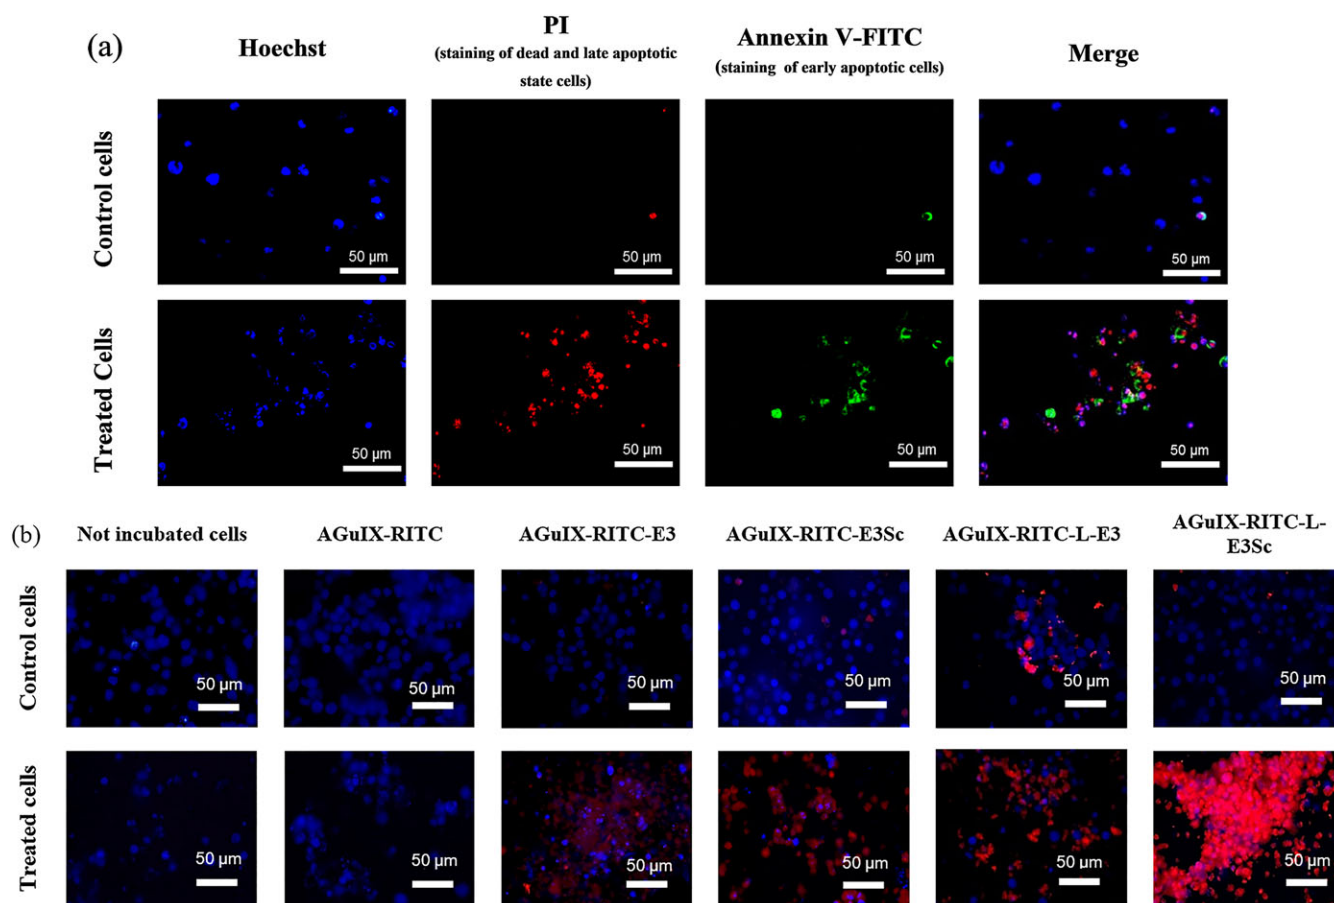 (a)
Hoechst
PI
(staining of dead and late apoptotic
state cells)
Annexin V-FITC
(staining of early apoptotic cells)
Merge
Control cells
50 µm
50 µm
50 µm
50 µm
Treated Cells
50 µm
50 µm
50 µm
50 µm
(b)
Not incubated cells
AGuIX-RITC
AGuIX-RITC-E3
AGuIX-RITC-E3Sc
AGuIX-RITC-L-E3
AGuIX-RITC-L-
E3Sc
Control cells
50 µm
50 µm
50 µm
50 µm
50 µm
50 µm
Treated cells
50 µm
50 µm
50 µm
50 µm
50 µm
50 µm